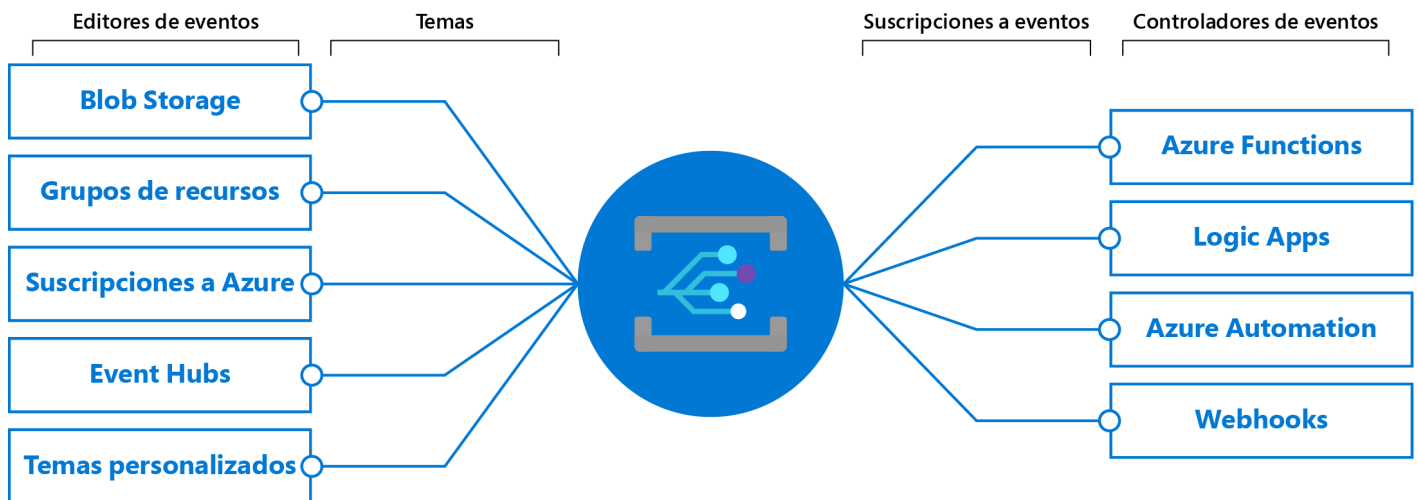 Editores de eventos
Temas
Suscripciones a eventos
Controladores de eventos
Blob Storage
Grupos de recursos
Suscripciones a Azure
Event Hubs
Temas personalizados
Azure Functions
Logic Apps
Azure Automation
Webhooks